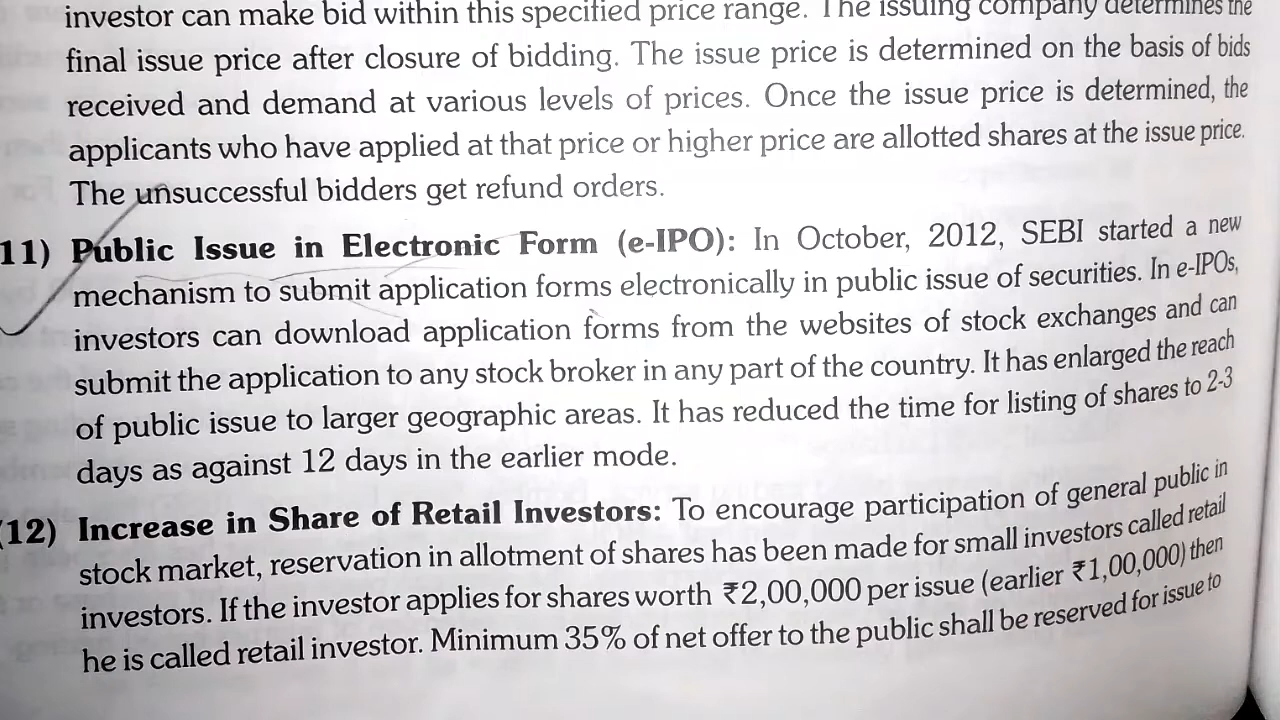 investor can make bid within this specified price range. The issuing company determines the
final issue price after closure of bidding. The issue price is determined on the basis of bids
received and demand at various levels of prices. Once the issue price is determined, the
applicants who have applied at that price or higher price are allotted shares at the issue price.
The unsuccessful bidders get refund orders.
11) Public Issue in Electronic Form (e-IPO): In October, 2012, SEBI started a new
mechanism to submit application forms electronically in public issue of securities. In e-IPOs,
investors can download application forms from the websites of stock exchanges and can
submit the application to any stock broker in any part of the country. It has enlarged the reach
of public issue to larger geographic areas. It has reduced the time for listing of shares to 2-3
days as against 12 days in the earlier mode.
(12) Increase in Share of Retail Investors: To encourage participation of general public in
stock market, reservation in allotment of shares has been made for small investors called retail
investors. If the investor applies for shares worth ₹2,00,000 per issue (earlier ₹1,00,000) then
he is called retail investor. Minimum 35% of net offer to the public shall be reserved for issue to